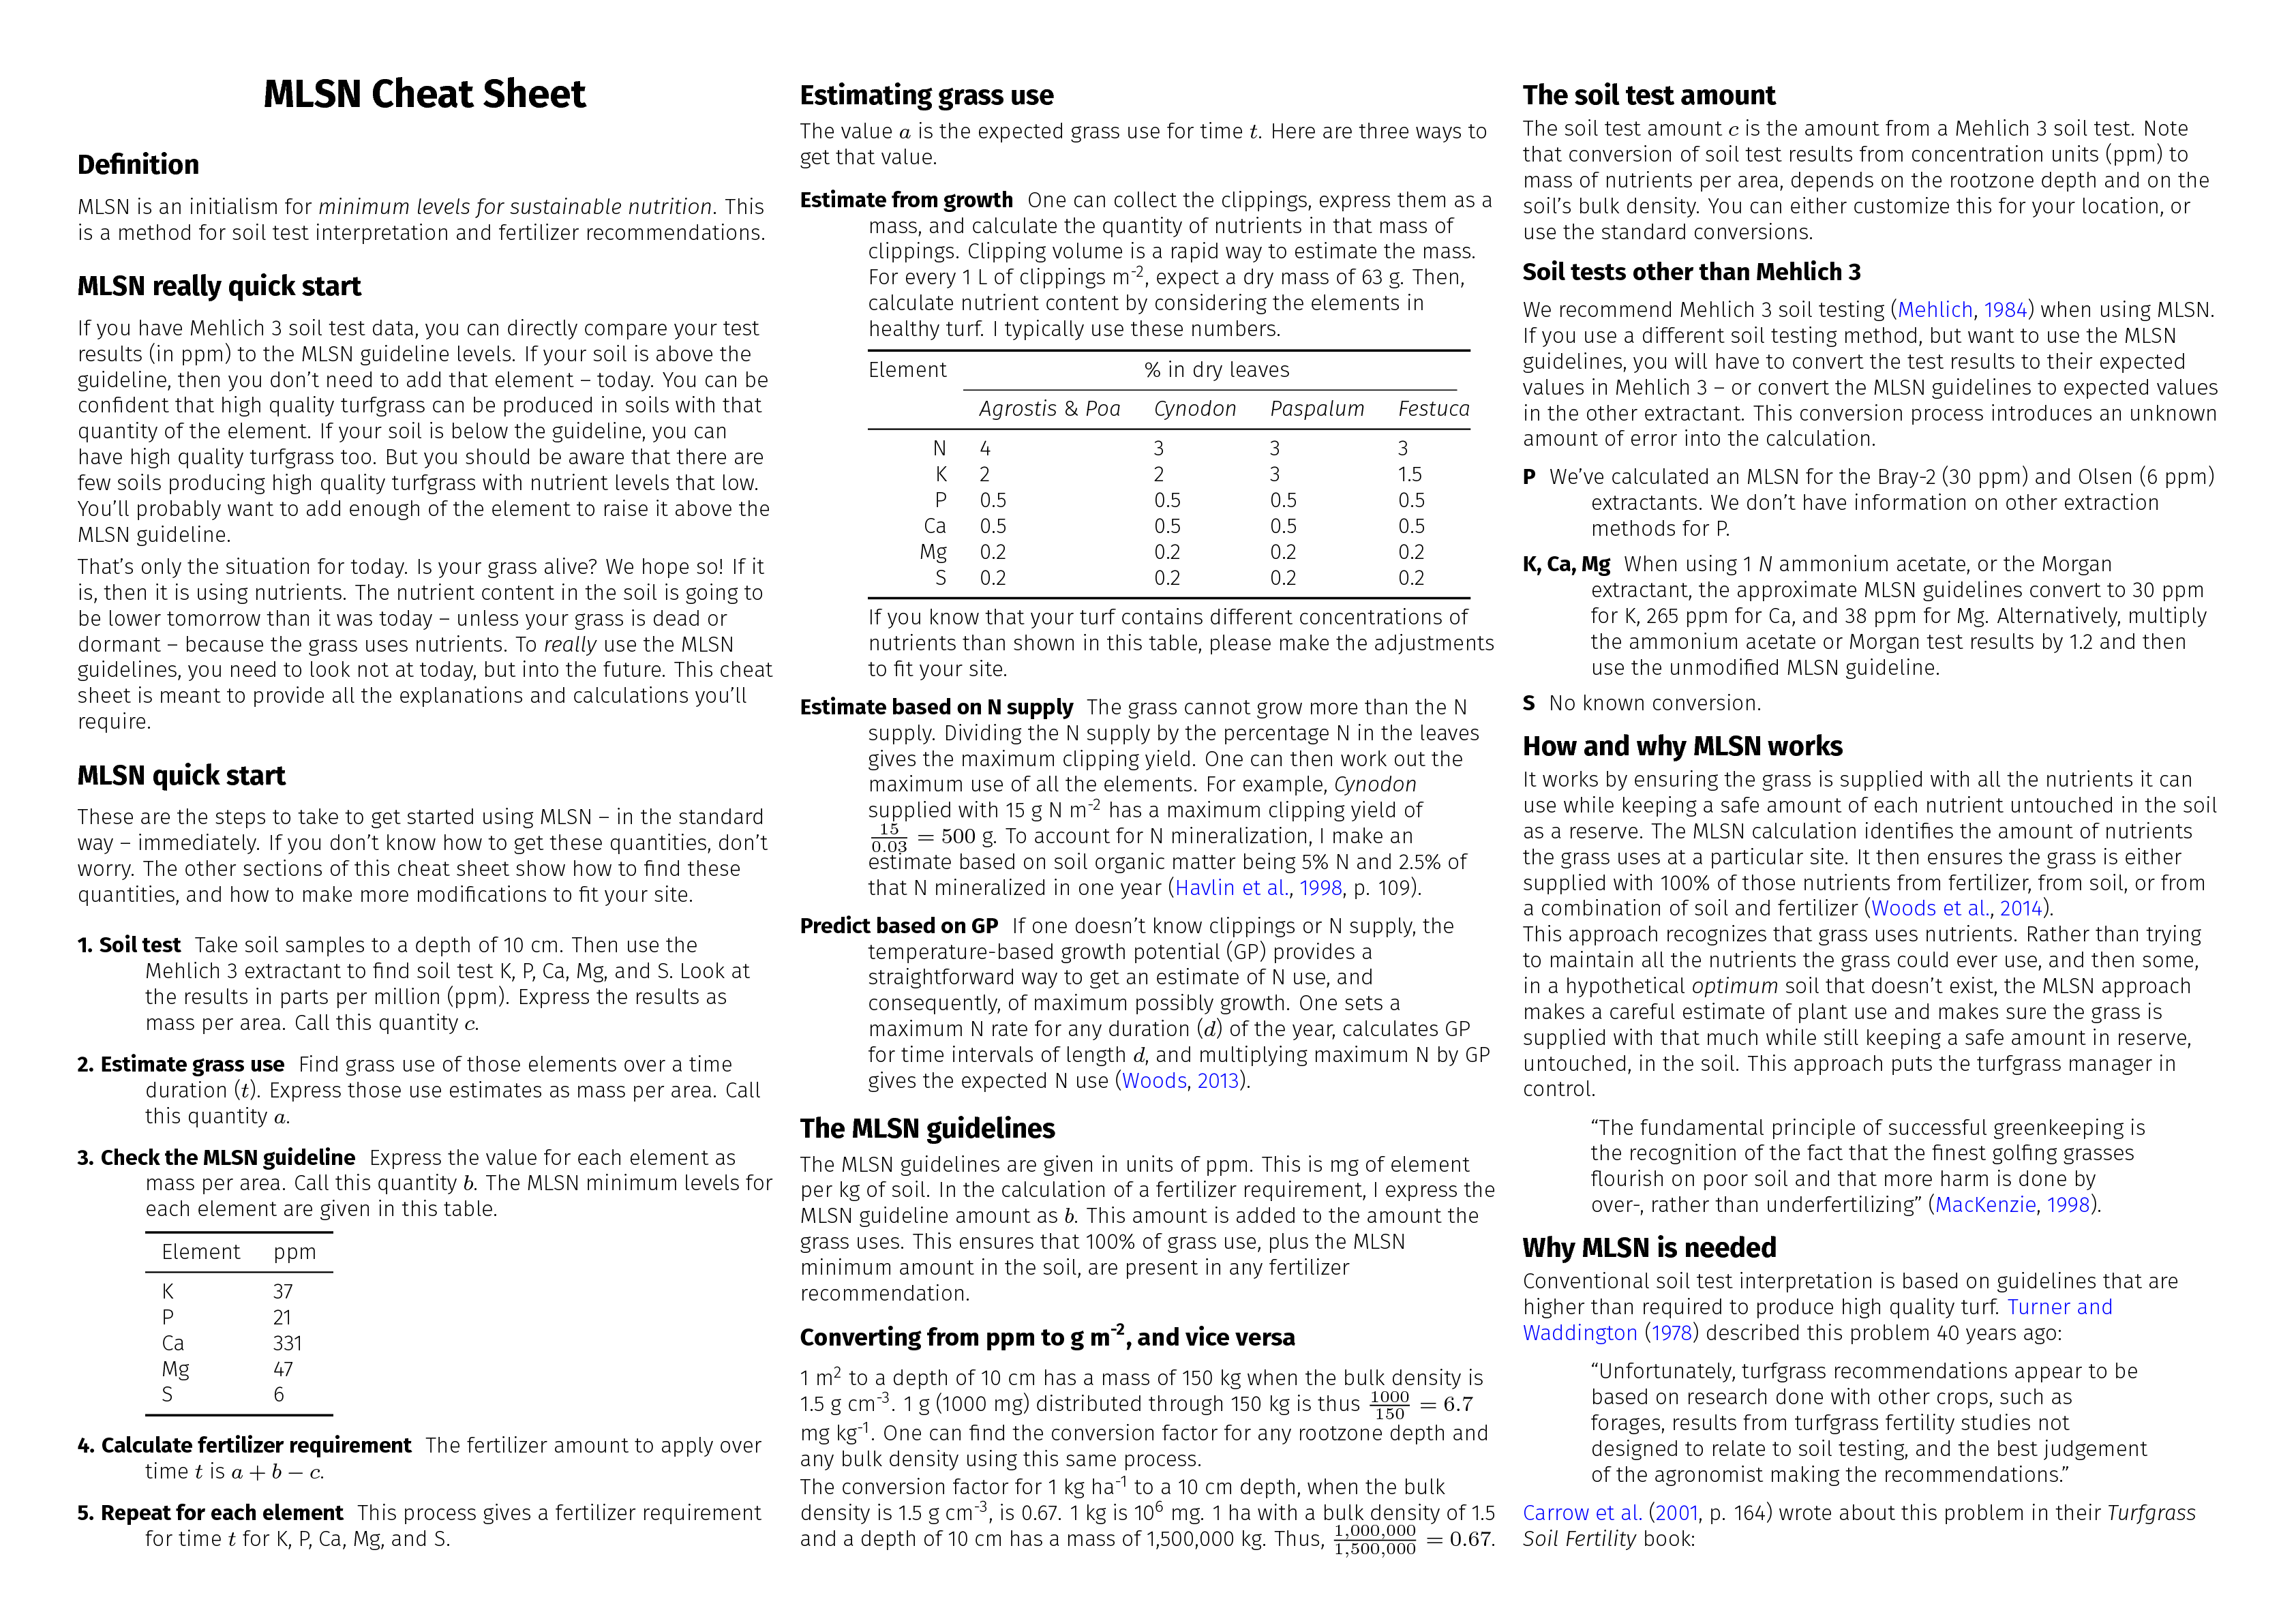 MLSN Cheat Sheet
Definition
MLSN is an initialism for minimum levels for sustainable nutrition. This
is a method for soil test interpretation and fertilizer recommendations.
MLSN really quick start
If you have Mehlich 3 soil test data, you can directly compare your test
results (in ppm) to the MLSN guideline levels. If your soil is above the
guideline, then you don’t need to add that element – today. You can be
confident that high quality turfgrass can be produced in soils with that
quantity of the element. If your soil is below the guideline, you can
have high quality turfgrass too. But you should be aware that there are
few soils producing high quality turfgrass with nutrient levels that low.
You’ll probably want to add enough of the element to raise it above the
MLSN guideline.
That’s only the situation for today. Is your grass alive? We hope so! If it
is, then it is using nutrients. The nutrient content in the soil is going to
be lower tomorrow than it was today – unless your grass is dead or
dormant – because the grass uses nutrients. To really use the MLSN
guidelines, you need to look not at today, but into the future. This cheat
sheet is meant to provide all the explanations and calculations you’ll
require.
MLSN quick start
These are the steps to take to get started using MLSN – in the standard
way – immediately. If you don’t know how to get these quantities, don’t
worry. The other sections of this cheat sheet show how to find these
quantities, and how to make more modifications to fit your site.
1. Soil test Take soil samples to a depth of 10 cm. Then use the
Mehlich 3 extractant to find soil test K, P, Ca, Mg, and S. Look at
the results in parts per million (ppm). Express the results as
mass per area. Call this quantity c.
2. Estimate grass use Find grass use of those elements over a time
duration (t). Express those use estimates as mass per area. Call
this quantity a.
3. Check the MLSN guideline Express the value for each element as
mass per area. Call this quantity b. The MLSN minimum levels for
each element are given in this table.
Element ppm
K 37
P 21
Ca 331
Mg 47
S 6
4. Calculate fertilizer requirement The fertilizer amount to apply over
time t is a + b − c.
5. Repeat for each element This process gives a fertilizer requirement
for time t for K, P, Ca, Mg, and S.
Estimating grass use
The value a is the expected grass use for time t. Here are three ways to
get that value.
Estimate from growth One can collect the clippings, express them as a
mass, and calculate the quantity of nutrients in that mass of
clippings. Clipping volume is a rapid way to estimate the mass.
For every 1 L of clippings m-2, expect a dry mass of 63 g. Then,
calculate nutrient content by considering the elements in
healthy turf. I typically use these numbers.
Element % in dry leaves
Agrostis & Poa Cynodon Paspalum Festuca
N 4 3 3 3
K 2 2 3 1.5
P 0.5 0.5 0.5 0.5
Ca 0.5 0.5 0.5 0.5
Mg 0.2 0.2 0.2 0.2
S 0.2 0.2 0.2 0.2
If you know that your turf contains different concentrations of
nutrients than shown in this table, please make the adjustments
to fit your site.
Estimate based on N supply The grass cannot grow more than the N
supply. Dividing the N supply by the percentage N in the leaves
gives the maximum clipping yield. One can then work out the
maximum use of all the elements. For example, Cynodon
supplied with 15 g N m-2 has a maximum clipping yield of
15/0.03 = 500 g. To account for N mineralization, I make an
estimate based on soil organic matter being 5% N and 2.5% of
that N mineralized in one year (Havlin et al., 1998, p. 109).
Predict based on GP If one doesn’t know clippings or N supply, the
temperature-based growth potential (GP) provides a
straightforward way to get an estimate of N use, and
consequently, of maximum possibly growth. One sets a
maximum N rate for any duration (d) of the year, calculates GP
for time intervals of length d, and multiplying maximum N by GP
gives the expected N use (Woods, 2013).
The MLSN guidelines
The MLSN guidelines are given in units of ppm. This is mg of element
per kg of soil. In the calculation of a fertilizer requirement, I express the
MLSN guideline amount as b. This amount is added to the amount the
grass uses. This ensures that 100% of grass use, plus the MLSN
minimum amount in the soil, are present in any fertilizer
recommendation.
Converting from ppm to g m-2, and vice versa
1 m2 to a depth of 10 cm has a mass of 150 kg when the bulk density is
1.5 g cm-3. 1 g (1000 mg) distributed through 150 kg is thus 1000/150 = 6.7
mg kg-1. One can find the conversion factor for any rootzone depth and
any bulk density using this same process.
The conversion factor for 1 kg ha-1 to a 10 cm depth, when the bulk
density is 1.5 g cm-3, is 0.67. 1 kg is 106 mg. 1 ha with a bulk density of 1.5
and a depth of 10 cm has a mass of 1,500,000 kg. Thus, 1,000,000/1,500,000 = 0.67.
The soil test amount
The soil test amount c is the amount from a Mehlich 3 soil test. Note
that conversion of soil test results from concentration units (ppm) to
mass of nutrients per area, depends on the rootzone depth and on the
soil’s bulk density. You can either customize this for your location, or
use the standard conversions.
Soil tests other than Mehlich 3
We recommend Mehlich 3 soil testing (Mehlich, 1984) when using MLSN.
If you use a different soil testing method, but want to use the MLSN
guidelines, you will have to convert the test results to their expected
values in Mehlich 3 – or convert the MLSN guidelines to expected values
in the other extractant. This conversion process introduces an unknown
amount of error into the calculation.
P We’ve calculated an MLSN for the Bray-2 (30 ppm) and Olsen (6 ppm)
extractants. We don’t have information on other extraction
methods for P.
K, Ca, Mg When using 1 N ammonium acetate, or the Morgan
extractant, the approximate MLSN guidelines convert to 30 ppm
for K, 265 ppm for Ca, and 38 ppm for Mg. Alternatively, multiply
the ammonium acetate or Morgan test results by 1.2 and then
use the unmodified MLSN guideline.
S No known conversion.
How and why MLSN works
It works by ensuring the grass is supplied with all the nutrients it can
use while keeping a safe amount of each nutrient untouched in the soil
as a reserve. The MLSN calculation identifies the amount of nutrients
the grass uses at a particular site. It then ensures the grass is either
supplied with 100% of those nutrients from fertilizer, from soil, or from
a combination of soil and fertilizer (Woods et al., 2014).
This approach recognizes that grass uses nutrients. Rather than trying
to maintain all the nutrients the grass could ever use, and then some,
in a hypothetical optimum soil that doesn’t exist, the MLSN approach
makes a careful estimate of plant use and makes sure the grass is
supplied with that much while still keeping a safe amount in reserve,
untouched, in the soil. This approach puts the turfgrass manager in
control.
“The fundamental principle of successful greenkeeping is
the recognition of the fact that the finest golfing grasses
flourish on poor soil and that more harm is done by
over-, rather than underfertilizing” (MacKenzie, 1998).
Why MLSN is needed
Conventional soil test interpretation is based on guidelines that are
higher than required to produce high quality turf. Turner and
Waddington (1978) described this problem 40 years ago:
“Unfortunately, turfgrass recommendations appear to be
based on research done with other crops, such as
forages, results from turfgrass fertility studies not
designed to relate to soil testing, and the best judgement
of the agronomist making the recommendations.”
Carrow et al. (2001, p. 164) wrote about this problem in their Turfgrass
Soil Fertility book: